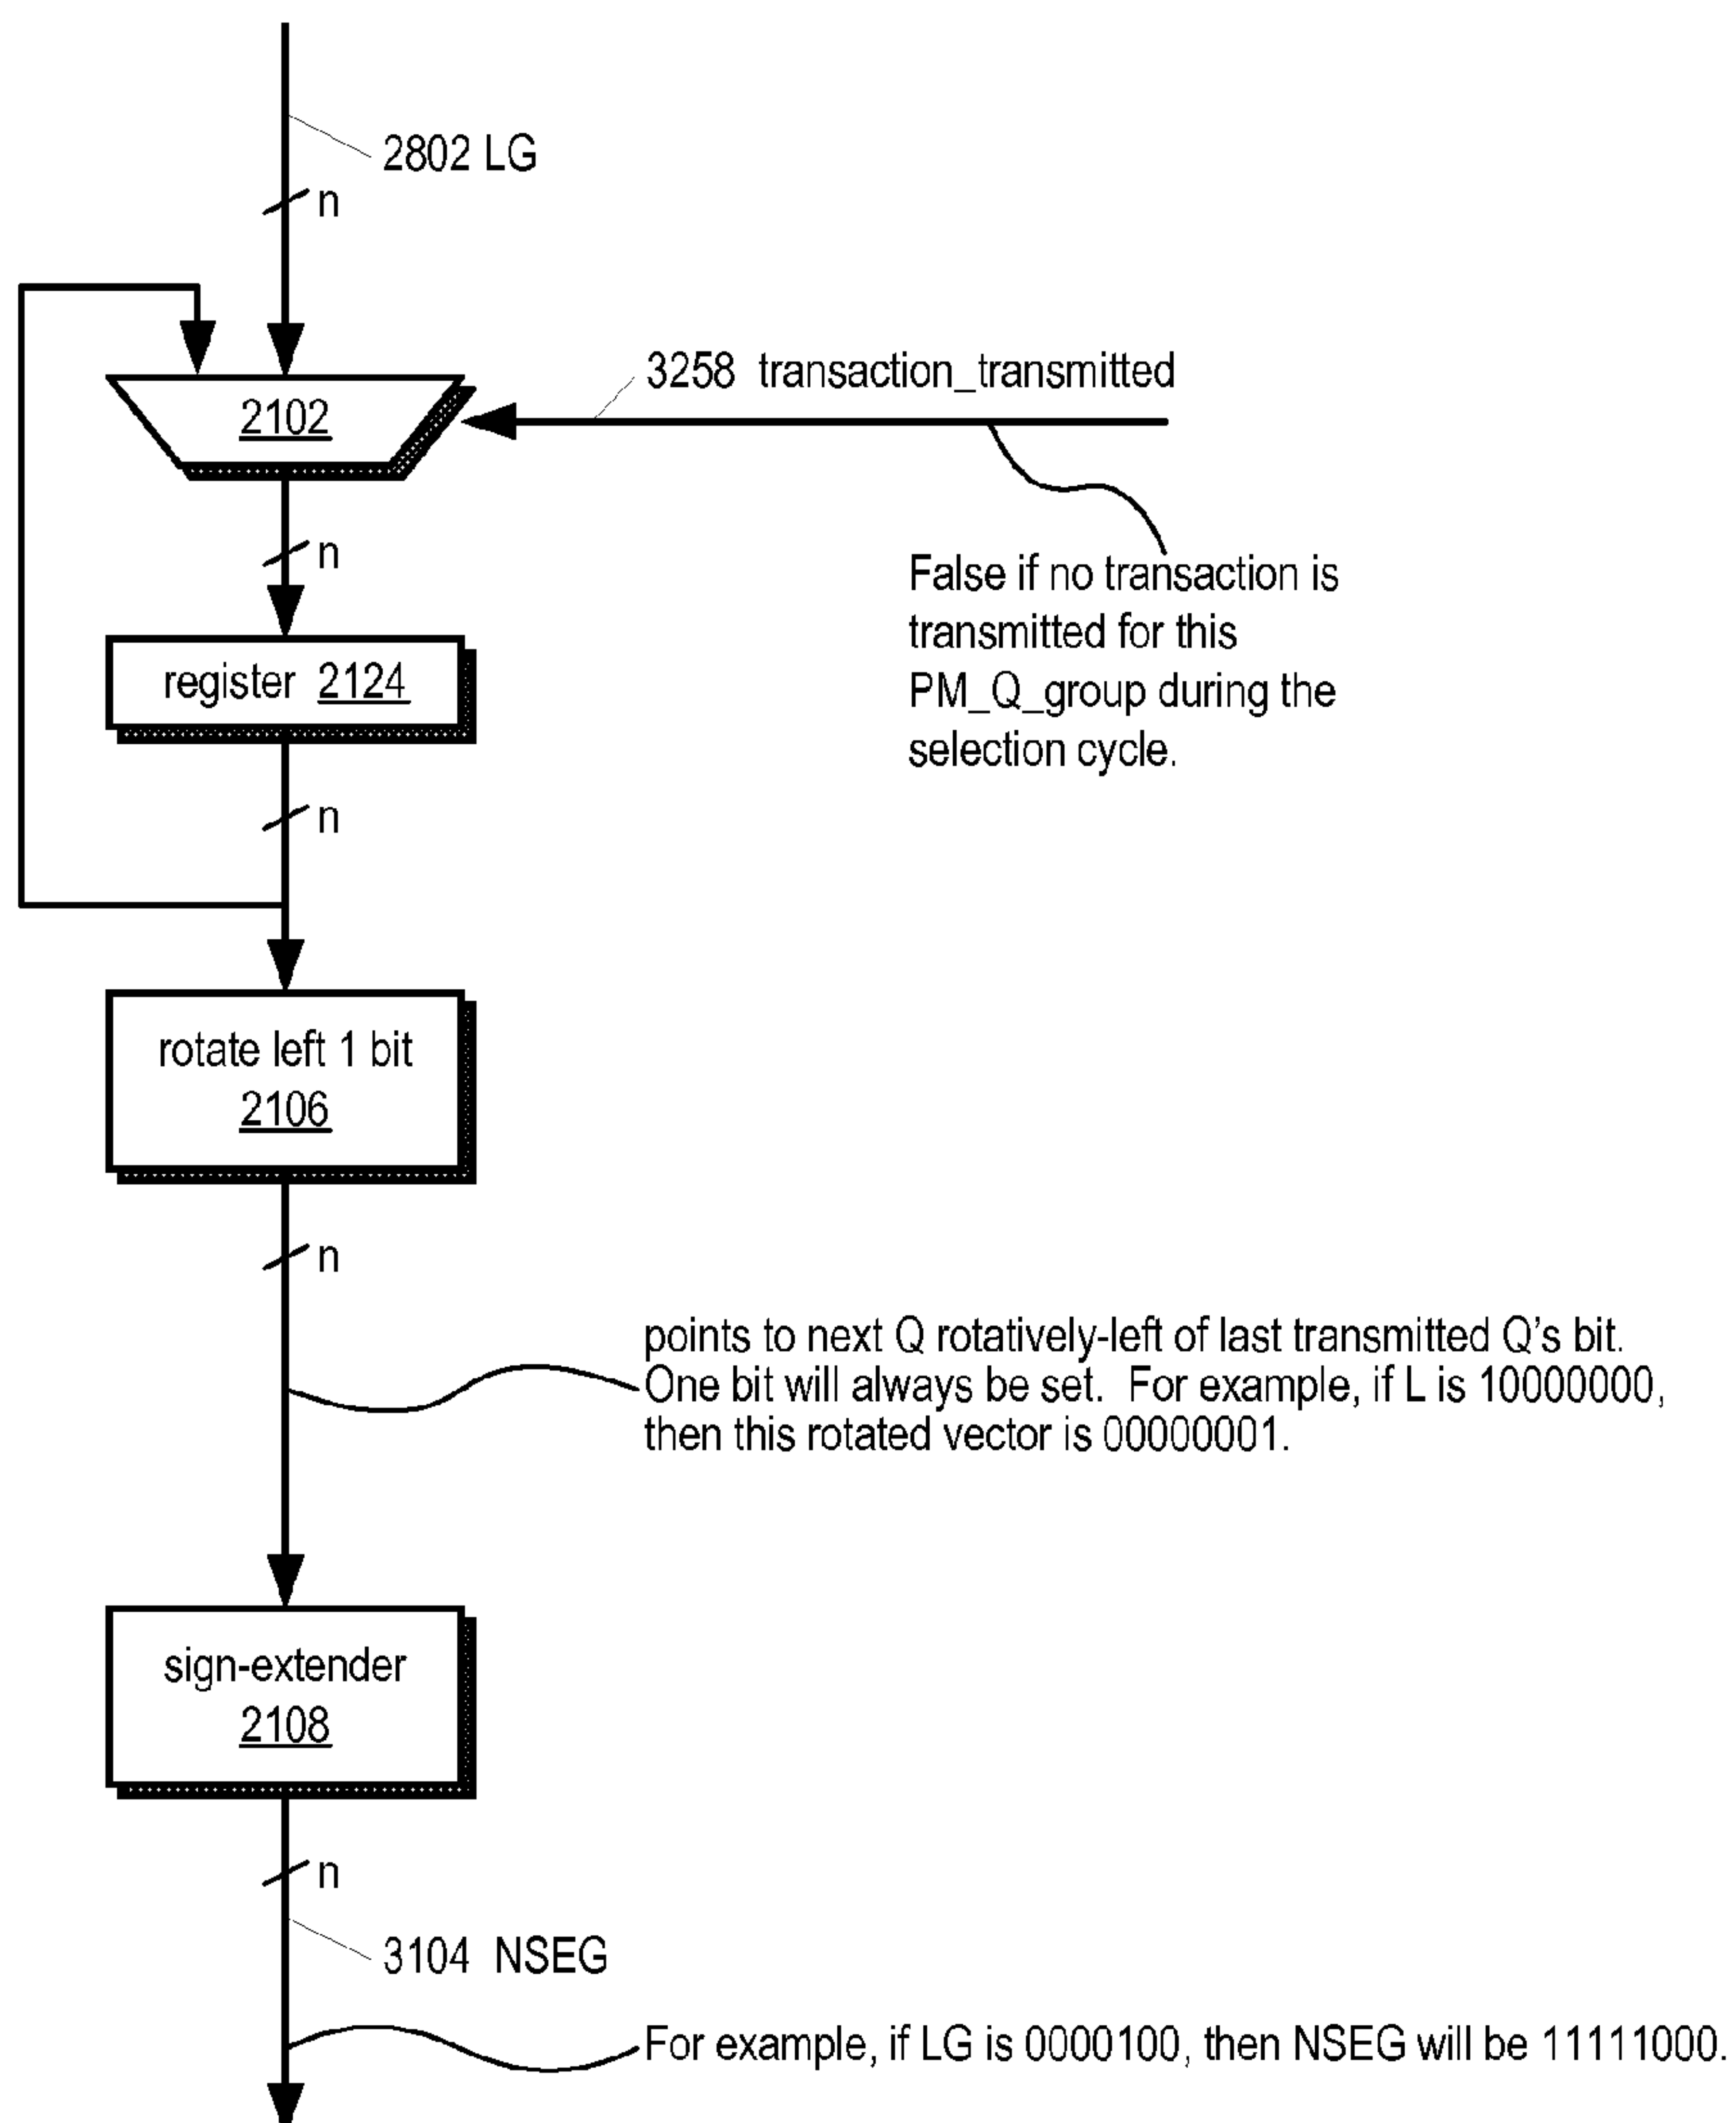 2802 LG
n
3258 transaction_transmitted
2102
False if no transaction is
transmitted for this
PM_Q_group during the
selection cycle.
n
register 2124
n
rotate left 1 bit
2106
n
points to next Q rotatively-left of last transmitted Q's bit.
One bit will always be set. For example, if L is 10000000,
then this rotated vector is 00000001.
sign-extender
2108
n
3104 NSEG
For example, if LG is 0000100, then NSEG will be 11111000.